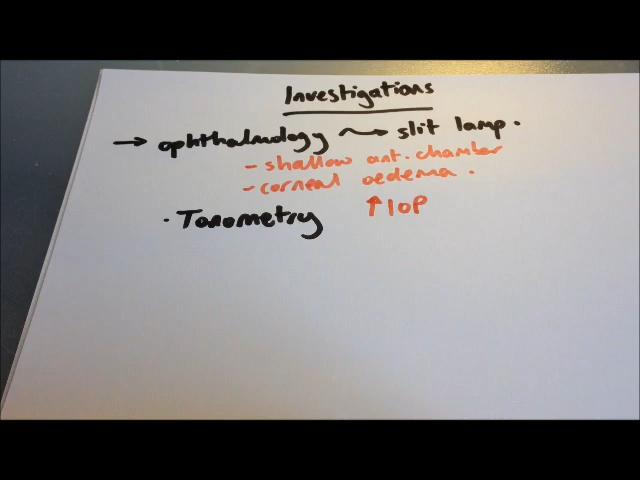 Investigations
→ ophthalmology ⤳ slit lamp.
- shallow ant. chamber
- corneal oedema.
· Tonometry ↑ IOP